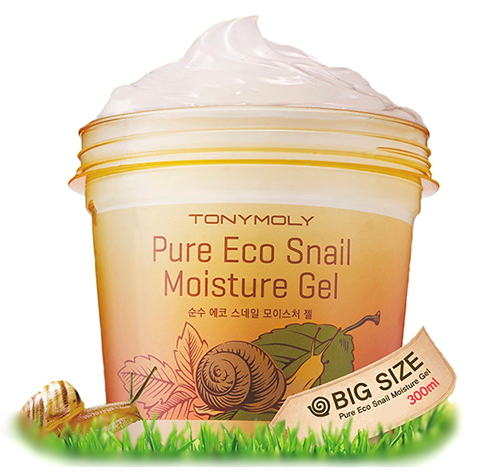 TONYMOLY
Pure Eco Snail
Moisture Gel
순수 에코 스네일 모이스처 젤
BIG SIZE
Pure Eco Snail Moisture Gel
300ml